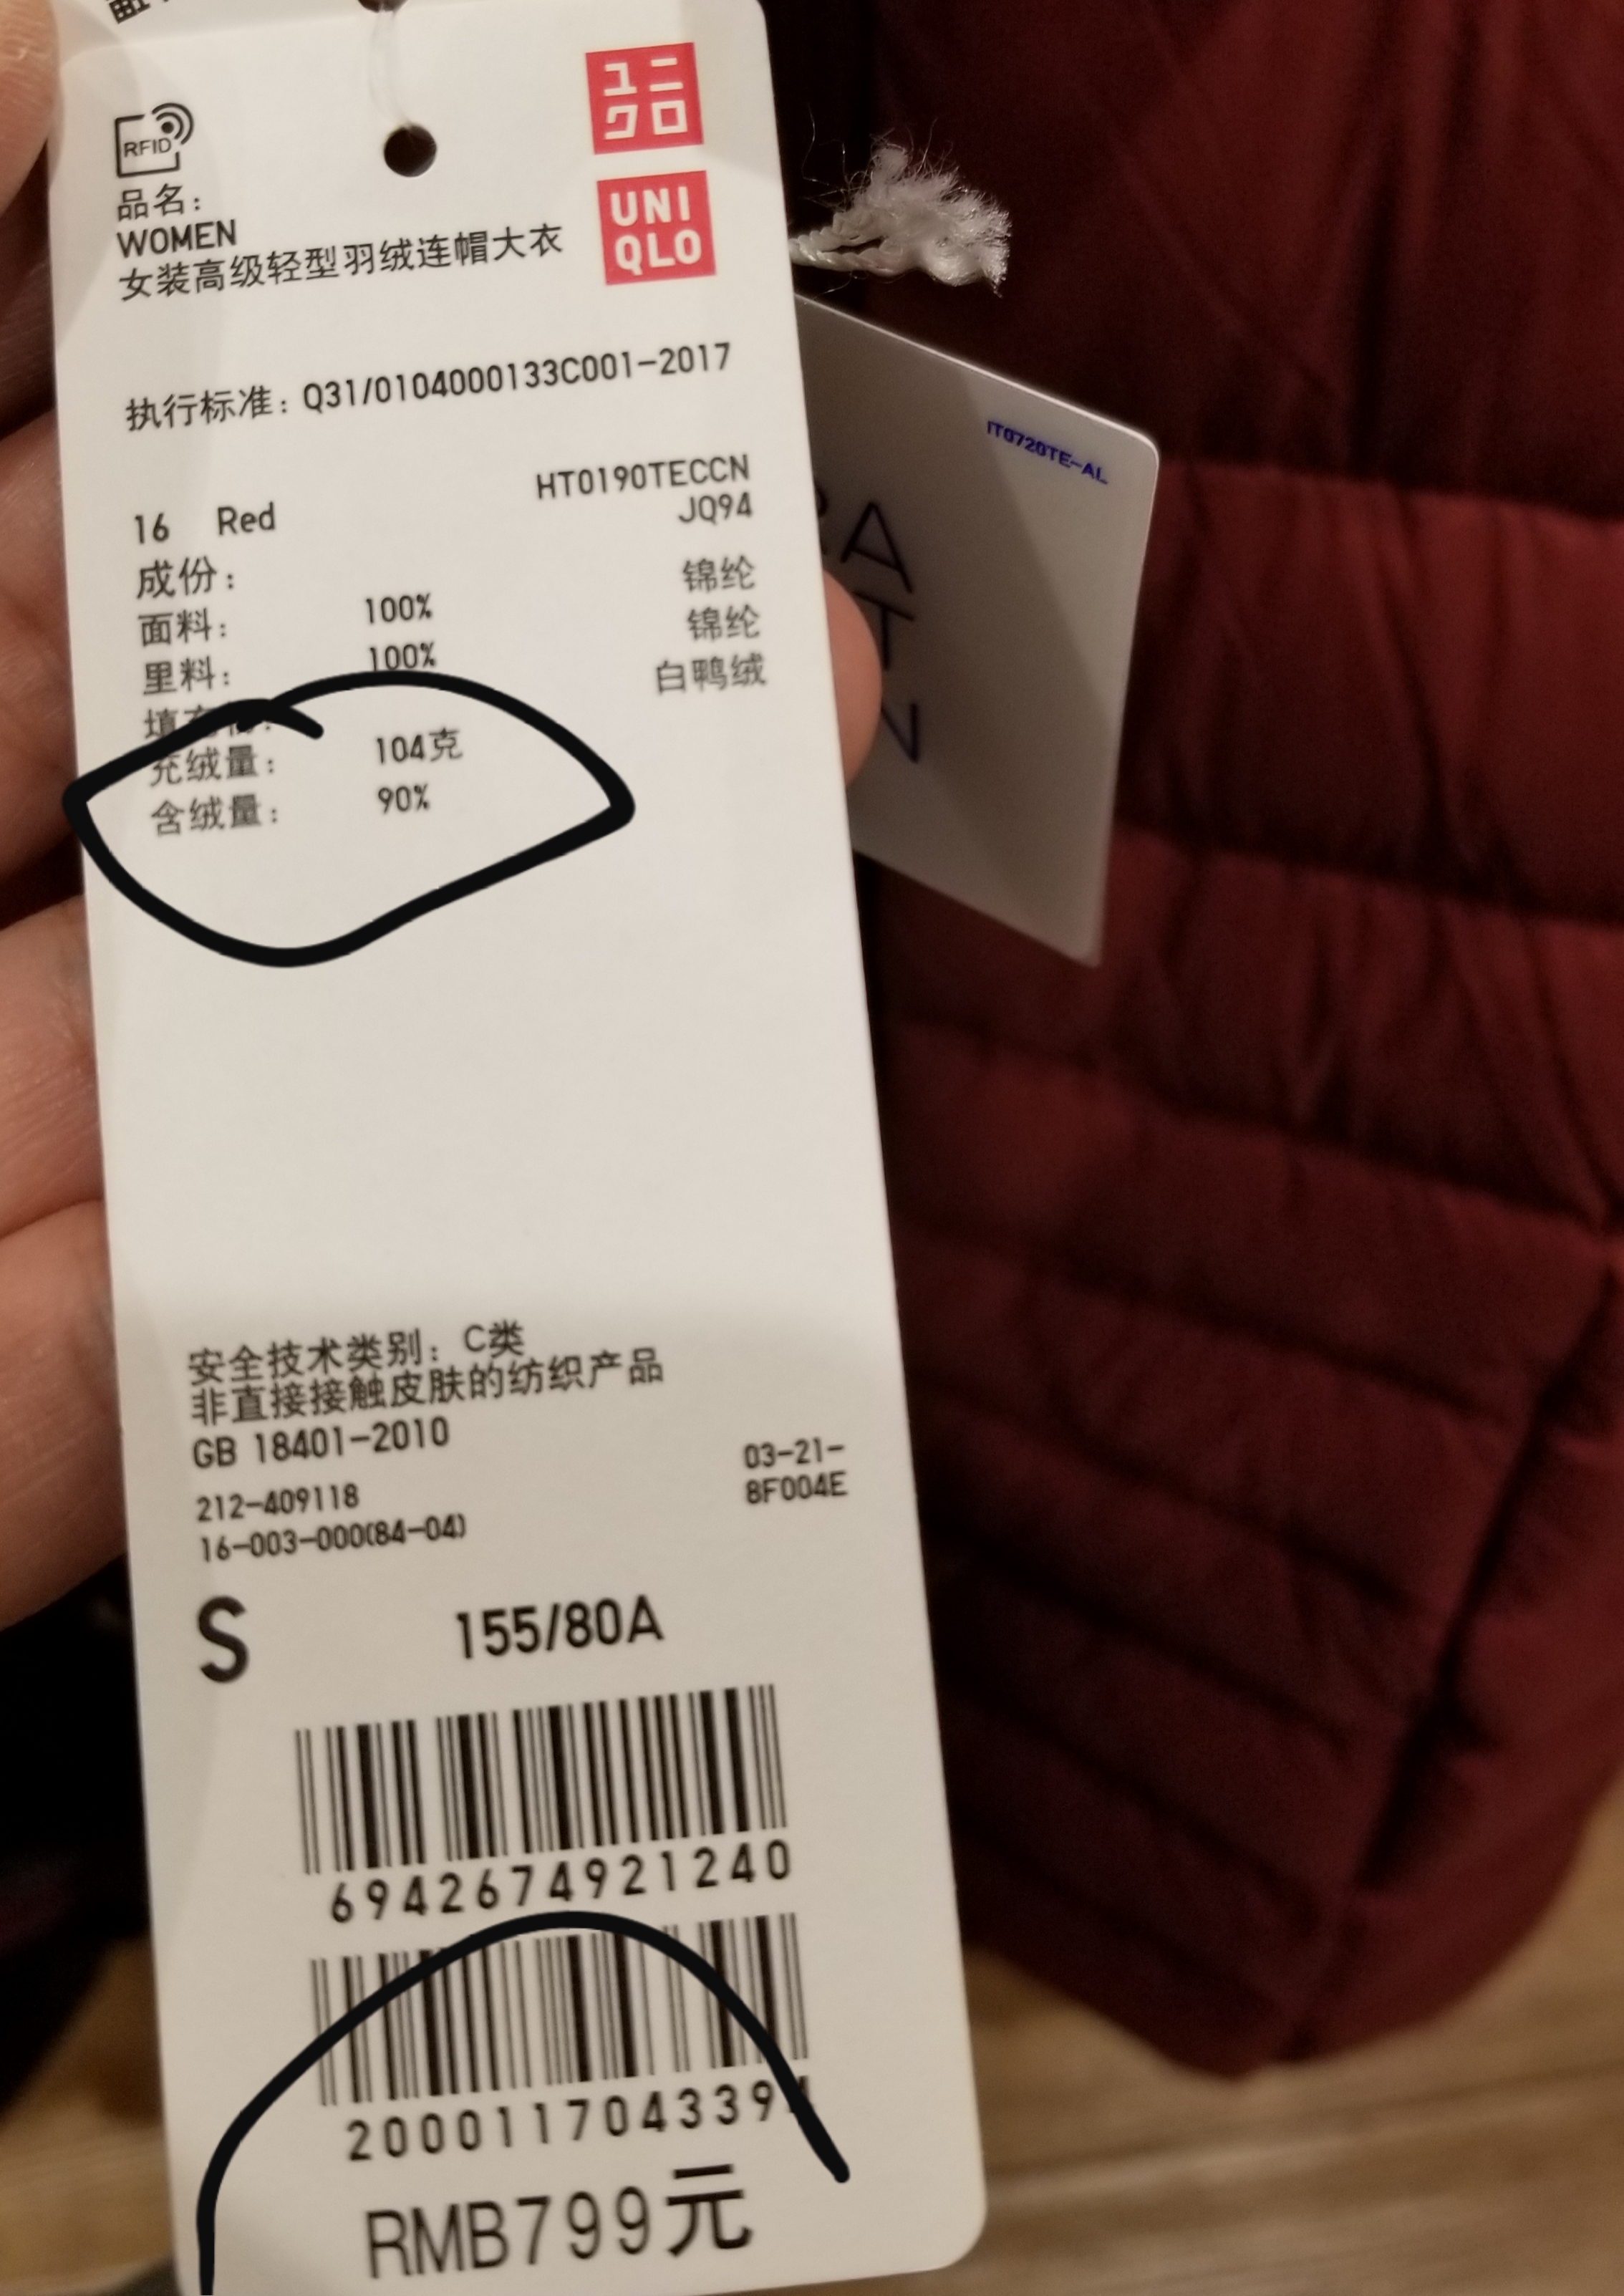 RFID
ユニ
クロ
UNI
QLO
品名：
WOMEN
女装高级轻型羽绒连帽大衣
执行标准：Q31/0104000133C001-2017
HT0190TECCN
16 Red JQ94
成份：
面料： 100% 锦纶
里料： 100% 锦纶
填充物： 白鸭绒
充绒量： 104克
含绒量： 90%
安全技术类别：C类
非直接接触皮肤的纺织产品
GB 18401-2010
212-409118 03-21-
16-003-000(84-04) 8F004E
S 155/80A
6942674921240
2000117043394
RMB799元
IT0720TE-AL
A
T
N